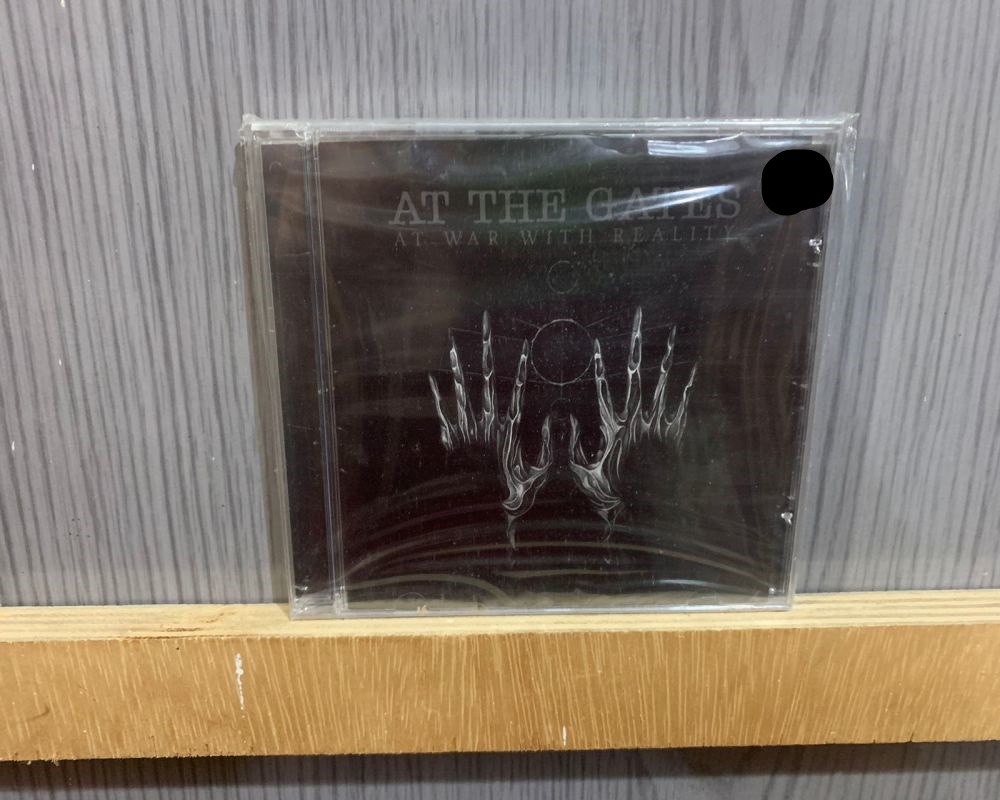 AT THE GATES
AT WAR WITH REALITY